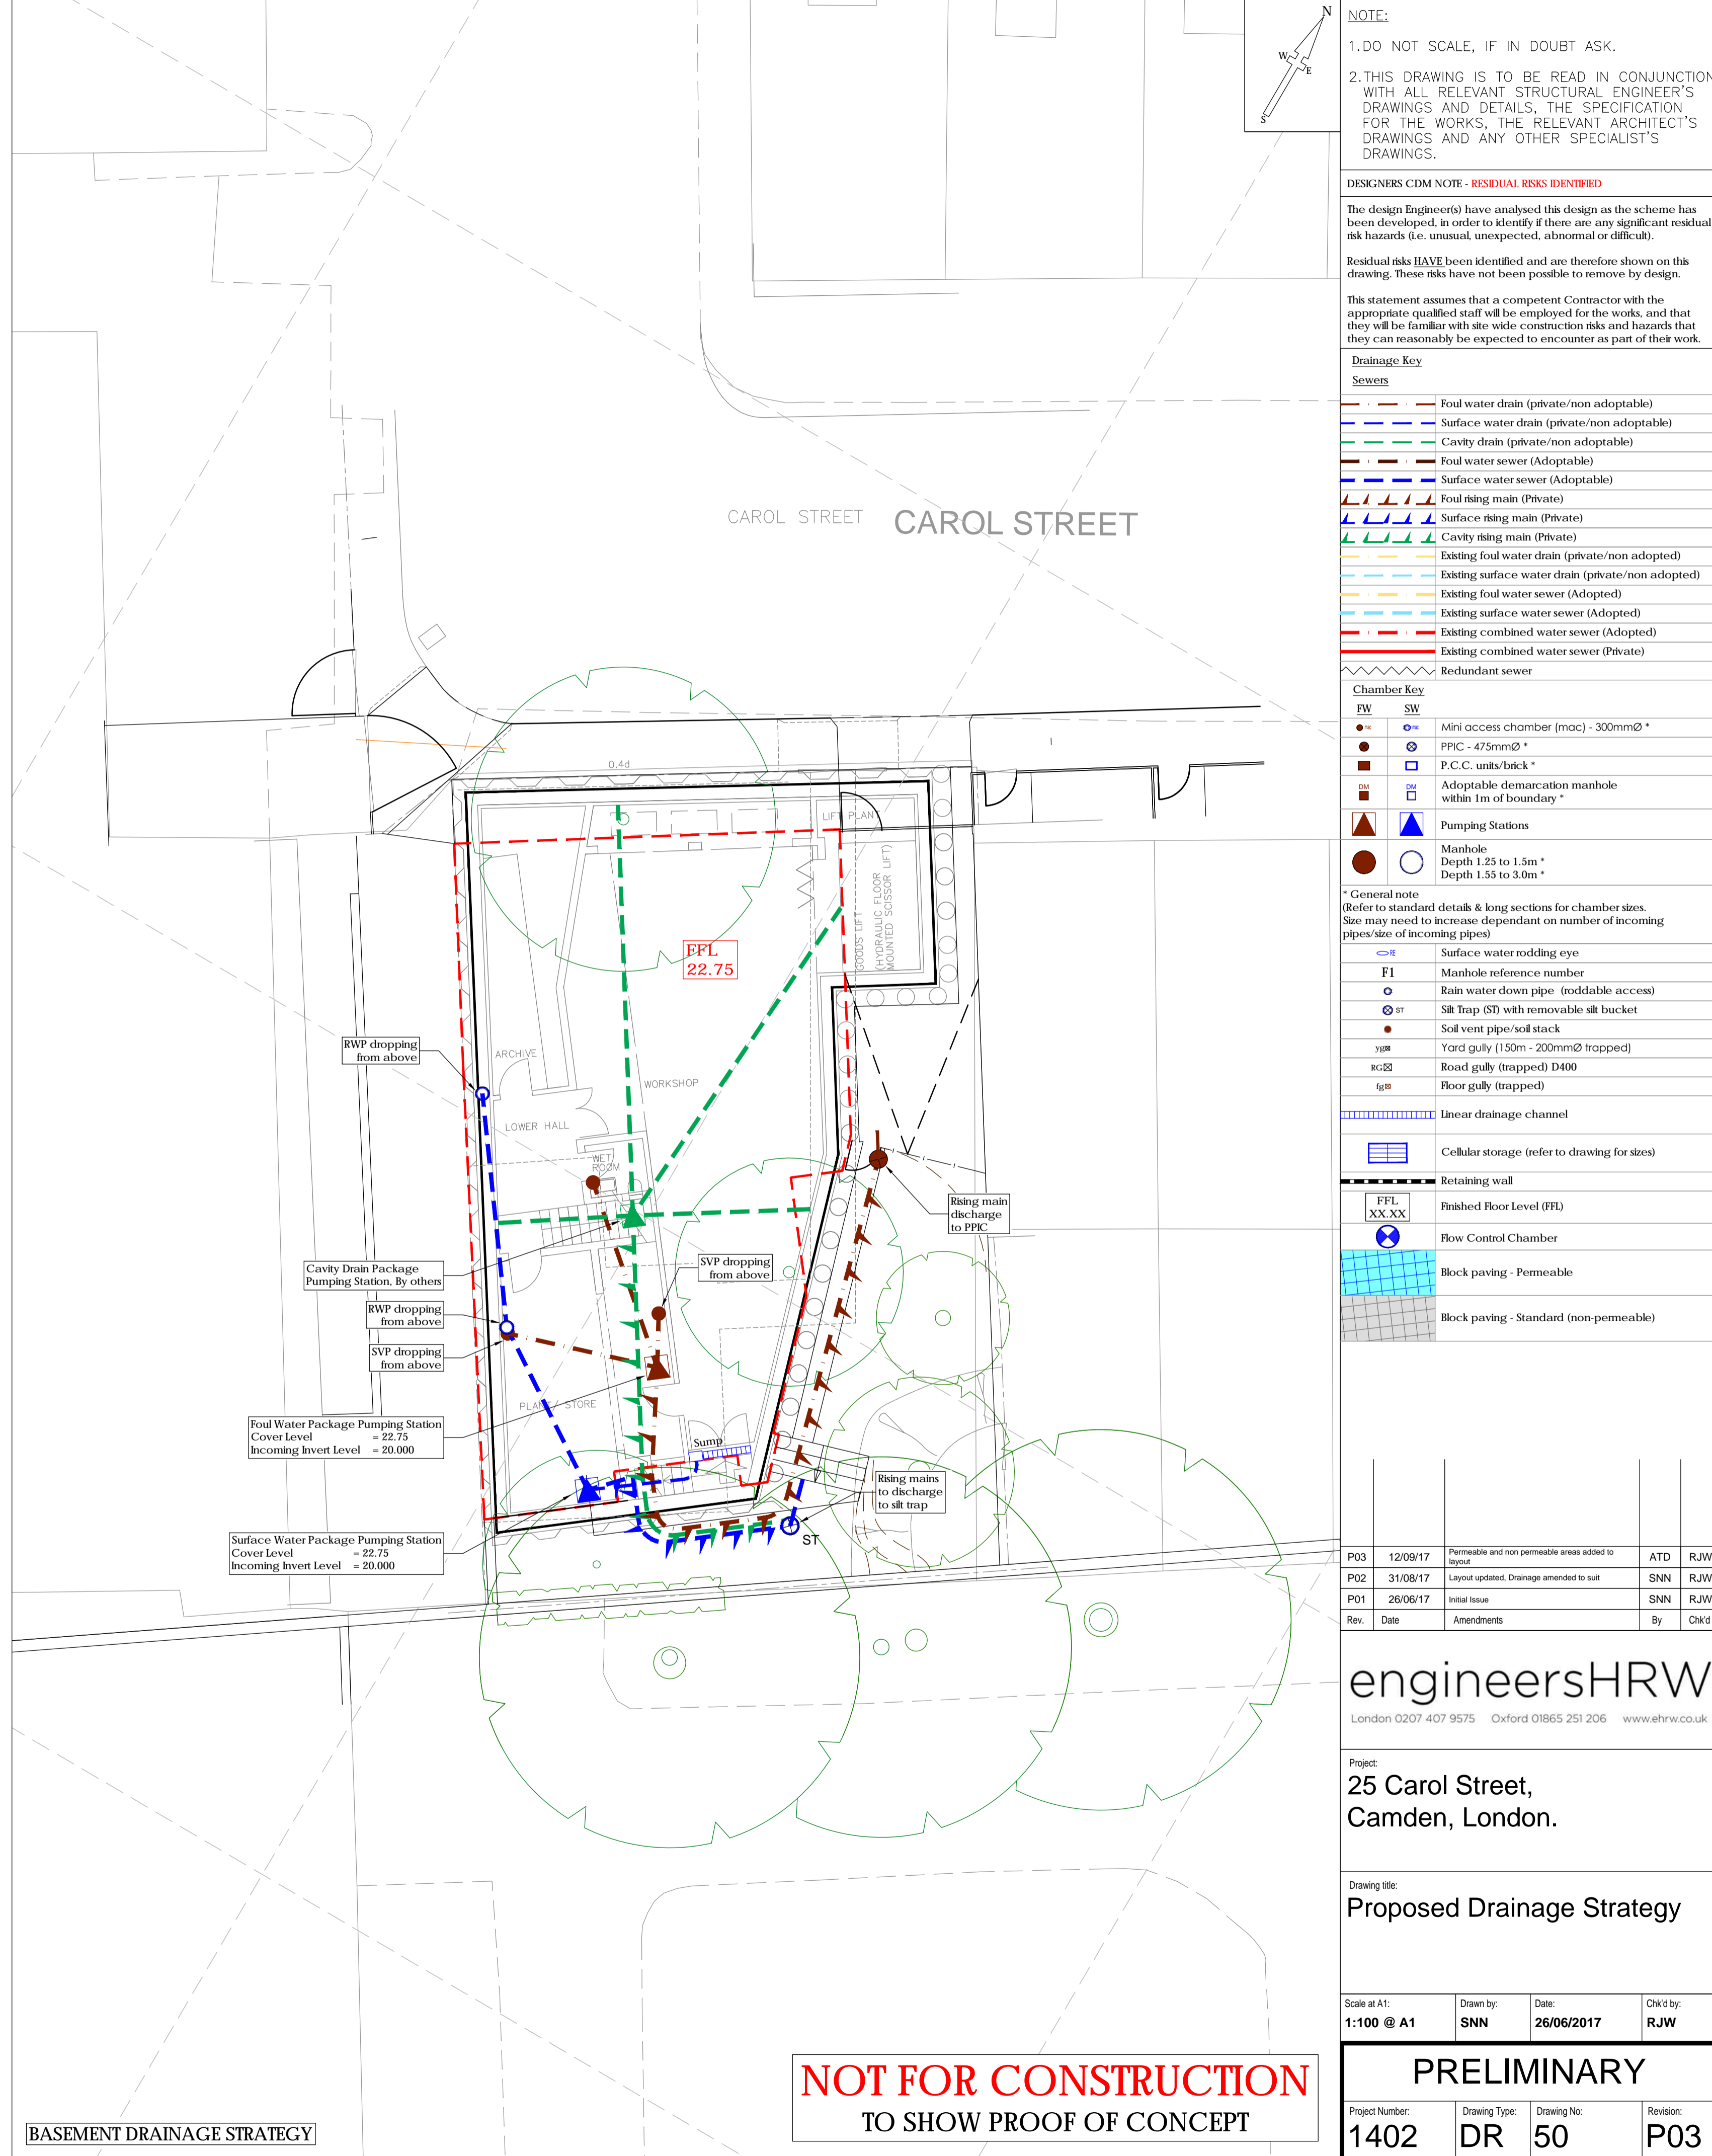 N
W
E
S
CAROL STREET
CAROL STREET
0.4d
LIFT PLANT
GOODS LIFT
(HYDRAULIC FLOOR
MOUNTED SCISSOR LIFT)
FFL
22.75
RWP dropping
from above
ARCHIVE
WORKSHOP
LOWER HALL
WET
ROOM
Rising main
discharge
to PPIC
Cavity Drain Package
Pumping Station, By others
SVP dropping
from above
RWP dropping
from above
SVP dropping
from above
PLANT/ STORE
Foul Water Package Pumping Station
Cover Level = 22.75
Incoming Invert Level = 20.000
Sump
Rising mains
to discharge
to silt trap
ST
Surface Water Package Pumping Station
Cover Level = 22.75
Incoming Invert Level = 20.000
NOT FOR CONSTRUCTION
TO SHOW PROOF OF CONCEPT
BASEMENT DRAINAGE STRATEGY
NOTE:
1.DO NOT SCALE, IF IN DOUBT ASK.
2.THIS DRAWING IS TO BE READ IN CONJUNCTION
WITH ALL RELEVANT STRUCTURAL ENGINEER'S
DRAWINGS AND DETAILS, THE SPECIFICATION
FOR THE WORKS, THE RELEVANT ARCHITECT'S
DRAWINGS AND ANY OTHER SPECIALIST'S
DRAWINGS.
DESIGNERS CDM NOTE - RESIDUAL RISKS IDENTIFIED
The design Engineer(s) have analysed this design as the scheme has
been developed, in order to identify if there are any significant residual
risk hazards (i.e. unusual, unexpected, abnormal or difficult).
Residual risks HAVE been identified and are therefore shown on this
drawing. These risks have not been possible to remove by design.
This statement assumes that a competent Contractor with the
appropriate qualified staff will be employed for the works, and that
they will be familiar with site wide construction risks and hazards that
they can reasonably be expected to encounter as part of their work.
Drainage Key
Sewers
Foul water drain (private/non adoptable)
Surface water drain (private/non adoptable)
Cavity drain (private/non adoptable)
Foul water sewer (Adoptable)
Surface water sewer (Adoptable)
Foul rising main (Private)
Surface rising main (Private)
Cavity rising main (Private)
Existing foul water drain (private/non adopted)
Existing surface water drain (private/non adopted)
Existing foul water sewer (Adopted)
Existing surface water sewer (Adopted)
Existing combined water sewer (Adopted)
Existing combined water sewer (Private)
Redundant sewer
Chamber Key
FW SW
Mini access chamber (mac) - 300mmØ *
PPIC - 475mmØ *
P.C.C. units/brick *
DM DM Adoptable demarcation manhole
within 1m of boundary *
Pumping Stations
Manhole
Depth 1.25 to 1.5m *
Depth 1.55 to 3.0m *
* General note
(Refer to standard details & long sections for chamber sizes.
Size may need to increase dependant on number of incoming
pipes/size of incoming pipes)
RE Surface water rodding eye
F1 Manhole reference number
Rain water down pipe (roddable access)
ST Silt Trap (ST) with removable silt bucket
Soil vent pipe/soil stack
yg Yard gully (150m - 200mmØ trapped)
RG Road gully (trapped) D400
fg Floor gully (trapped)
Linear drainage channel
Cellular storage (refer to drawing for sizes)
Retaining wall
FFL
XX.XX
Finished Floor Level (FFL)
Flow Control Chamber
Block paving - Permeable
Block paving - Standard (non-permeable)
P03 12/09/17 Permeable and non permeable areas added to
layout ATD RJW
P02 31/08/17 Layout updated, Drainage amended to suit SNN RJW
P01 26/06/17 Initial Issue SNN RJW
Rev. Date Amendments By Chk'd
engineersHRW
London 0207 407 9575 Oxford 01865 251 206 www.ehrw.co.uk
Project:
25 Carol Street,
Camden, London.
Drawing title:
Proposed Drainage Strategy
Scale at A1: Drawn by: Date: Chk'd by:
1:100 @ A1 SNN 26/06/2017 RJW
PRELIMINARY
Project Number: Drawing Type: Drawing No: Revision:
1402 DR 50 P03